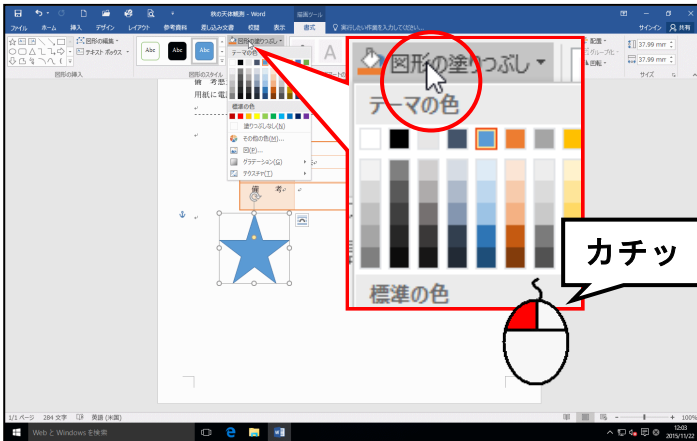 秋の天体観測 - Word
描画ツール
サインイン
共有
ファイル
ホーム
挿入
デザイン
レイアウト
参考資料
差し込み文書
校閲
表示
書式
実行したい作業を入力してください...
図形の編集
テキスト ボックス
Abc
Abc
Abc
図形の塗りつぶし
配置
グループ化
回転
37.99 mm
37.99 mm
図形の挿入
図形のスタイル
サイズ
テーマの色
標準の色
塗りつぶしなし(N)
その他の色(M)...
図(P)...
グラデーション(G)
テクスチャ(T)
用紙に電
備 考
図形の塗りつぶし
テーマの色
標準の色
カチッ
1/1 ページ
284 文字
英語 (米国)
100%
Web と Windows を検索
12:03
2015/11/22